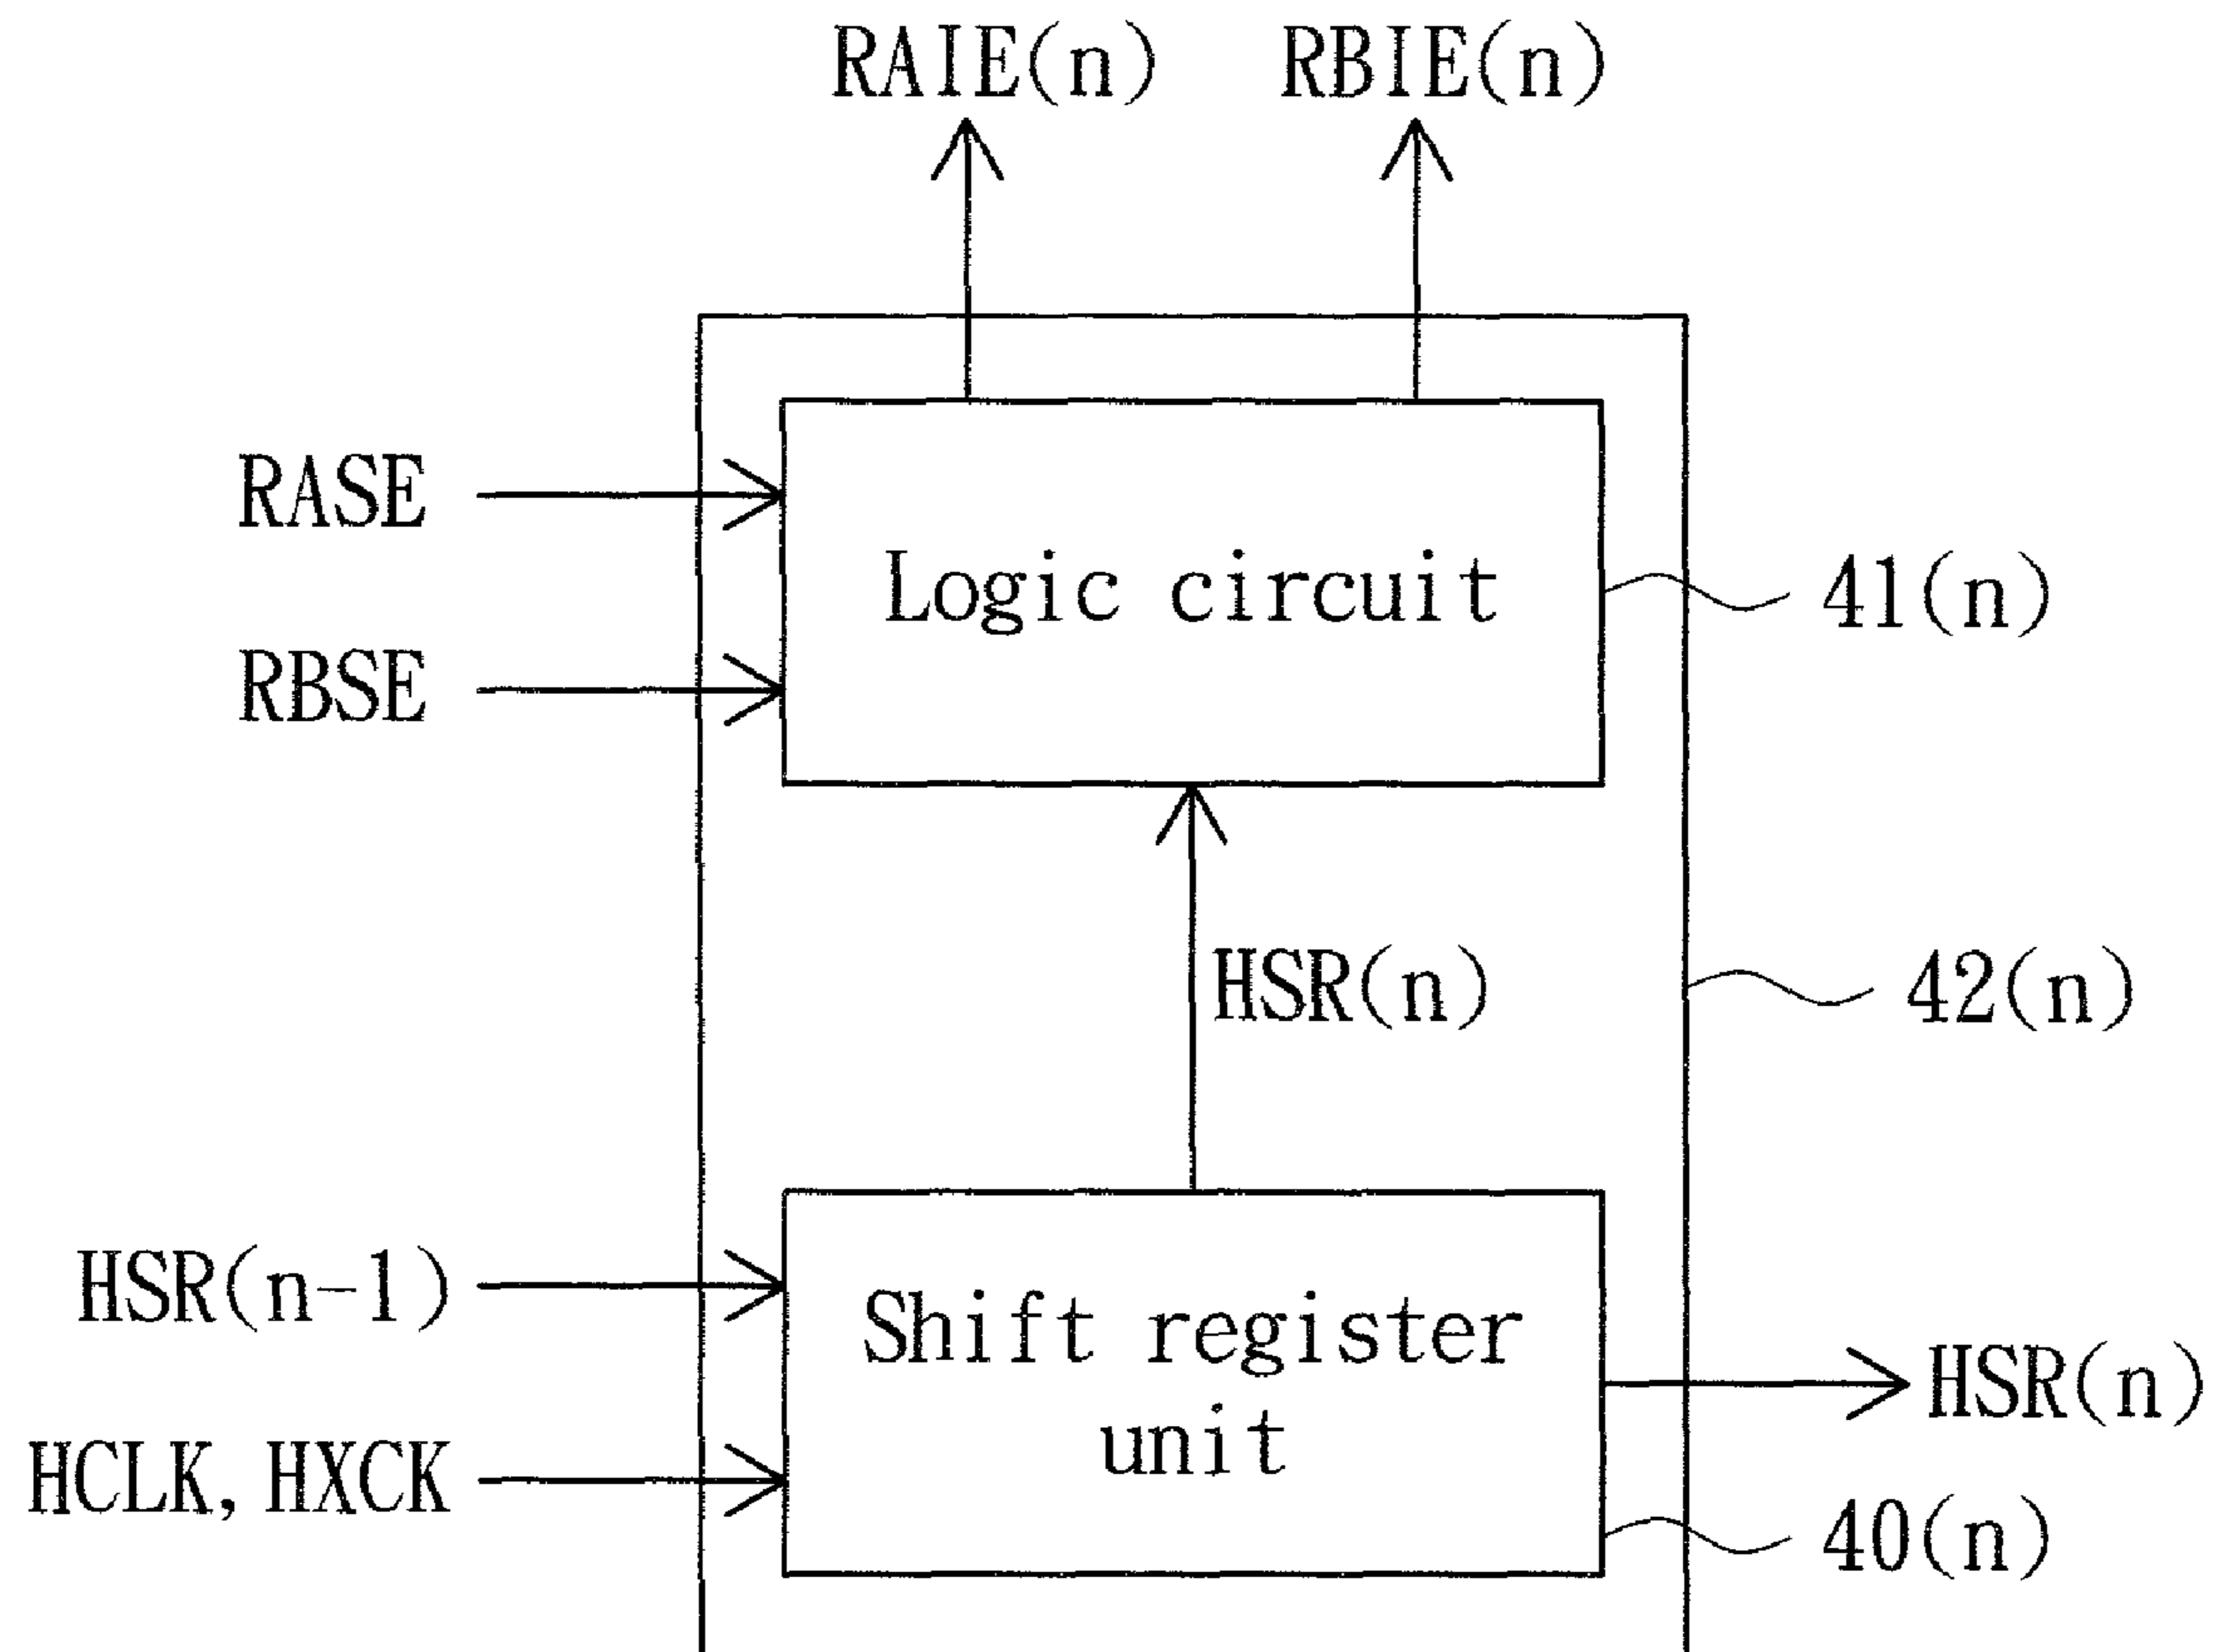 RAIE(n) RBIE(n)
RASE
Logic circuit
41(n)
RBSE
HSR(n)
42(n)
HSR(n-1)
Shift register
unit
HSR(n)
HCLK, HXCK
40(n)